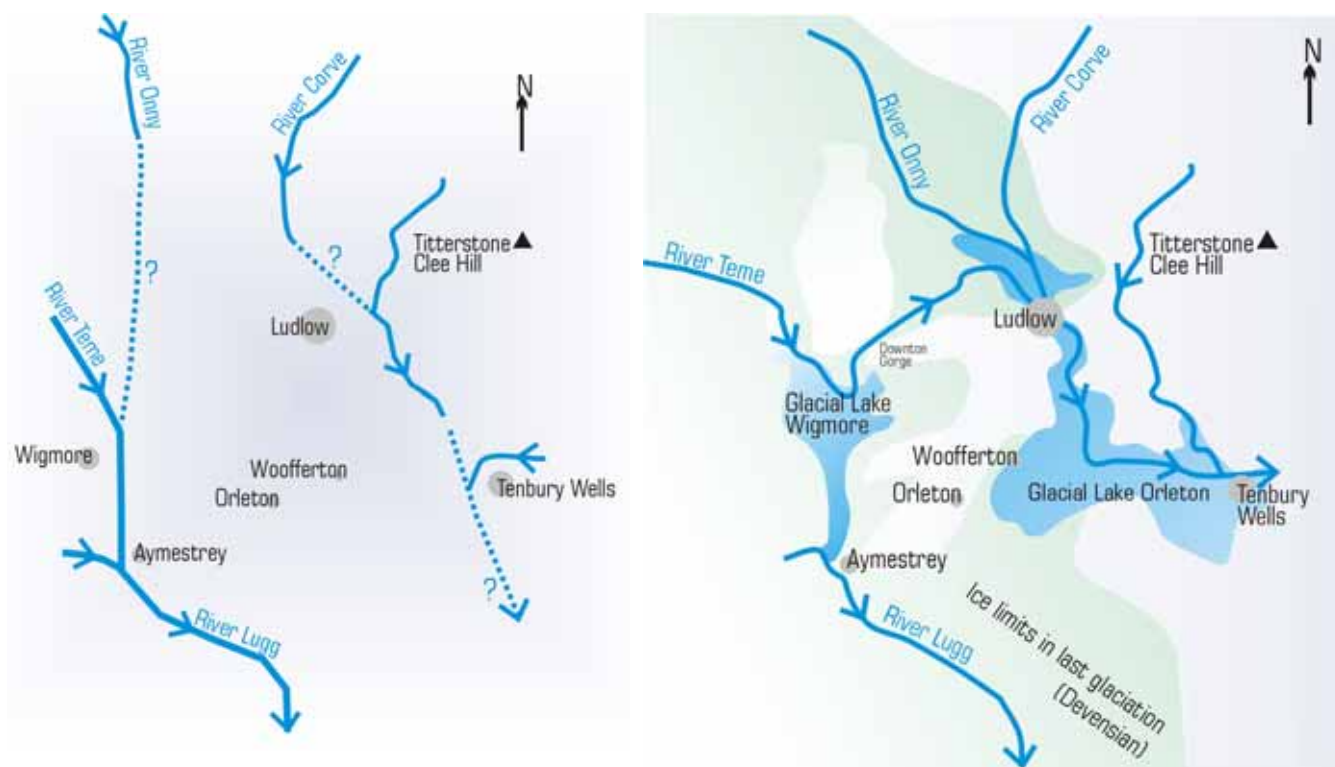 River Onny
River Corve
N
?
?
Titterstone
Clee Hill
River Teme
Ludlow
Wigmore
Woofferton
Orleton
Tenbury Wells
Aymestrey
?
River Lugg
N
River Onny
River Corve
River Teme
Titterstone
Clee Hill
Ludlow
Downton
Gorge
Glacial Lake
Wigmore
Woofferton
Orleton
Glacial Lake Orleton
Tenbury
Wells
Aymestrey
Ice limits in last glaciation
(Devensian)
River Lugg